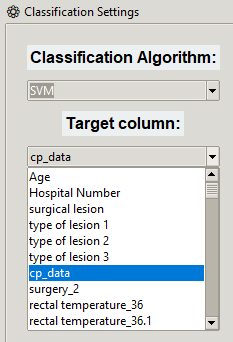 Classification Settings
Classification Algorithm:
SVM
Target column:
cp_data
Age
Hospital Number
surgical lesion
type of lesion 1
type of lesion 2
type of lesion 3
cp_data
surgery_2
rectal temperature_36
rectal temperature_36.1